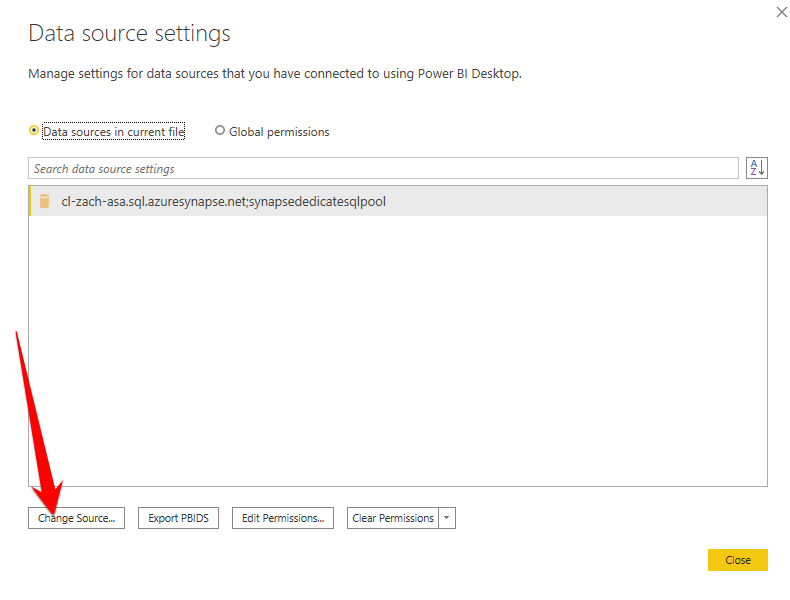 Data source settings
Manage settings for data sources that you have connected to using Power BI Desktop.
Data sources in current file
Global permissions
Search data source settings
A
Z
cl-zach-asa.sql.azuresynapse.net;synapsededicatesqlpool
Change Source...
Export PBIDS
Edit Permissions...
Clear Permissions
Close